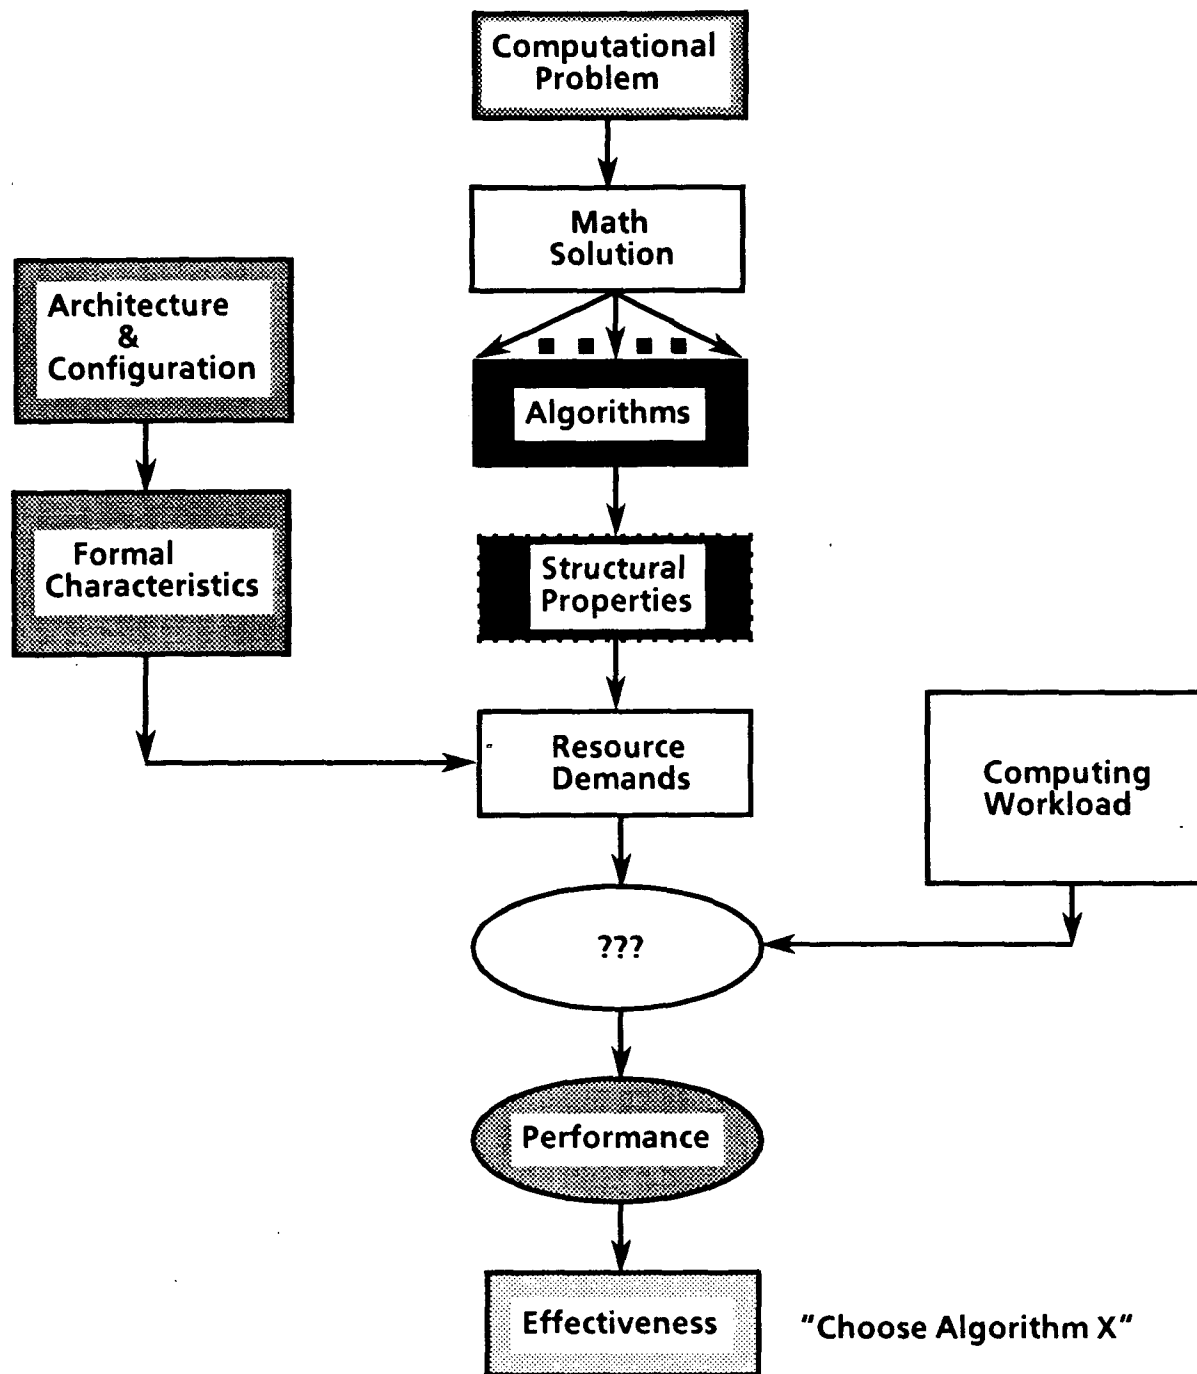 Computational
Problem
Math
Solution
Architecture
&
Configuration
Algorithms
Formal
Characteristics
Structural
Properties
Resource
Demands
Computing
Workload
???
Performance
Effectiveness
"Choose Algorithm X"